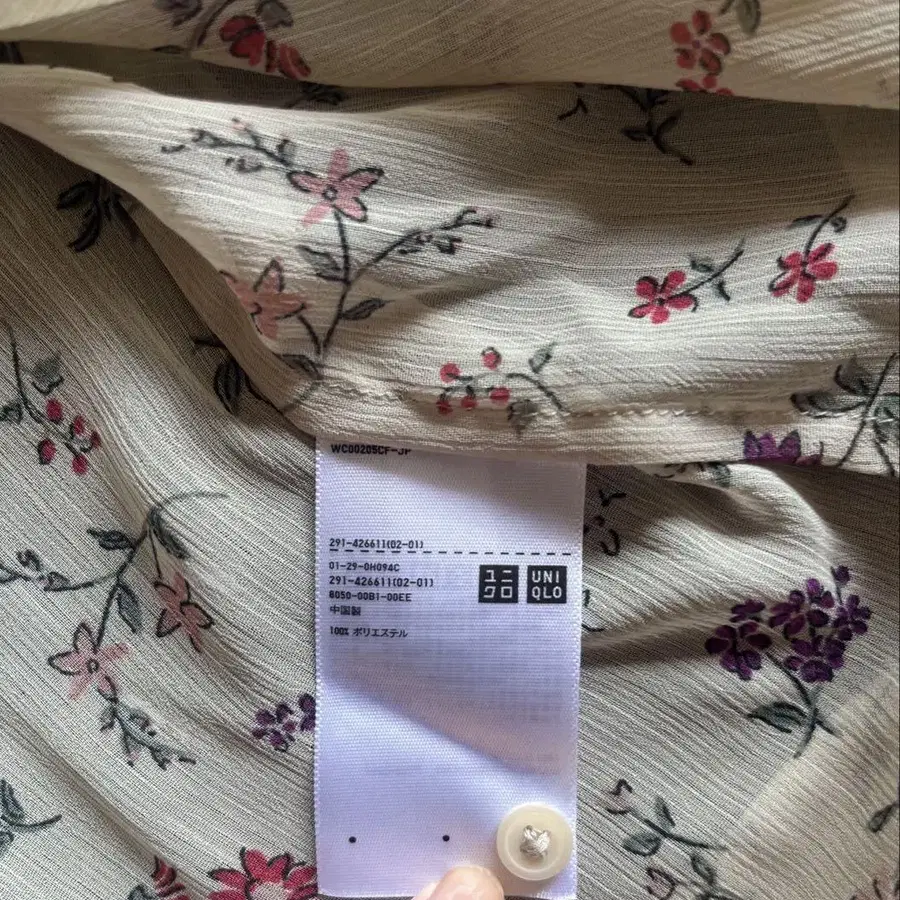 WC00205CF-JP
291-426611(02-01)
01-29-0H094C
291-426611(02-01)
8050-00B1-00EE
中国製
100% ポリエステル
ユニ
クロ
UNI
QLO